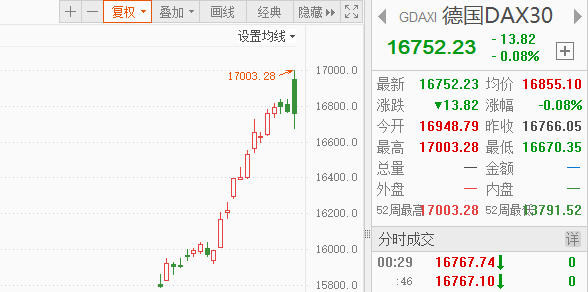 + − 复权 叠加 画线 经典 隐藏
设置均线
17003.28
17000.0
16800.0
16600.0
16400.0
16200.0
16000.0
15800.0
GDAXI 德国DAX30
16752.23 - 13.82
- 0.08%
最新 16752.23 均价 16855.10
涨跌 ▼13.82 涨幅 -0.08%
今开 16948.79 昨收 16766.05
最高 17003.28 最低 16670.35
总量 — 金额 —
外盘 — 内盘 —
52周最高 17003.28 52周最低 13791.52
分时成交 详
00:29 16767.74 ↓ 0
:46 16767.10 ↓ 0